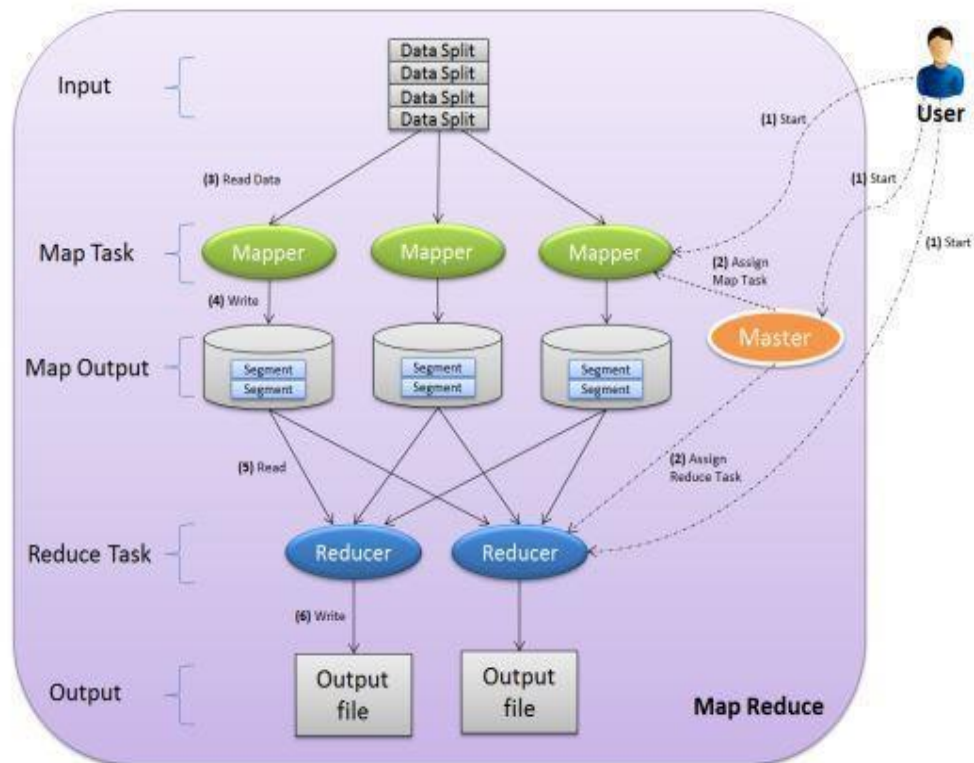 Data Split
Data Split
Data Split
Data Split
Input
User
(1) Start
(1) Start
(1) Start
(3) Read Data
Map Task
Mapper
Mapper
Mapper
(2) Assign
Map Task
(4) Write
Master
Map Output
Segment
Segment
Segment
Segment
Segment
Segment
(5) Read
(2) Assign
Reduce Task
Reduce Task
Reducer
Reducer
(6) Write
Output
Output
file
Output
file
Map Reduce